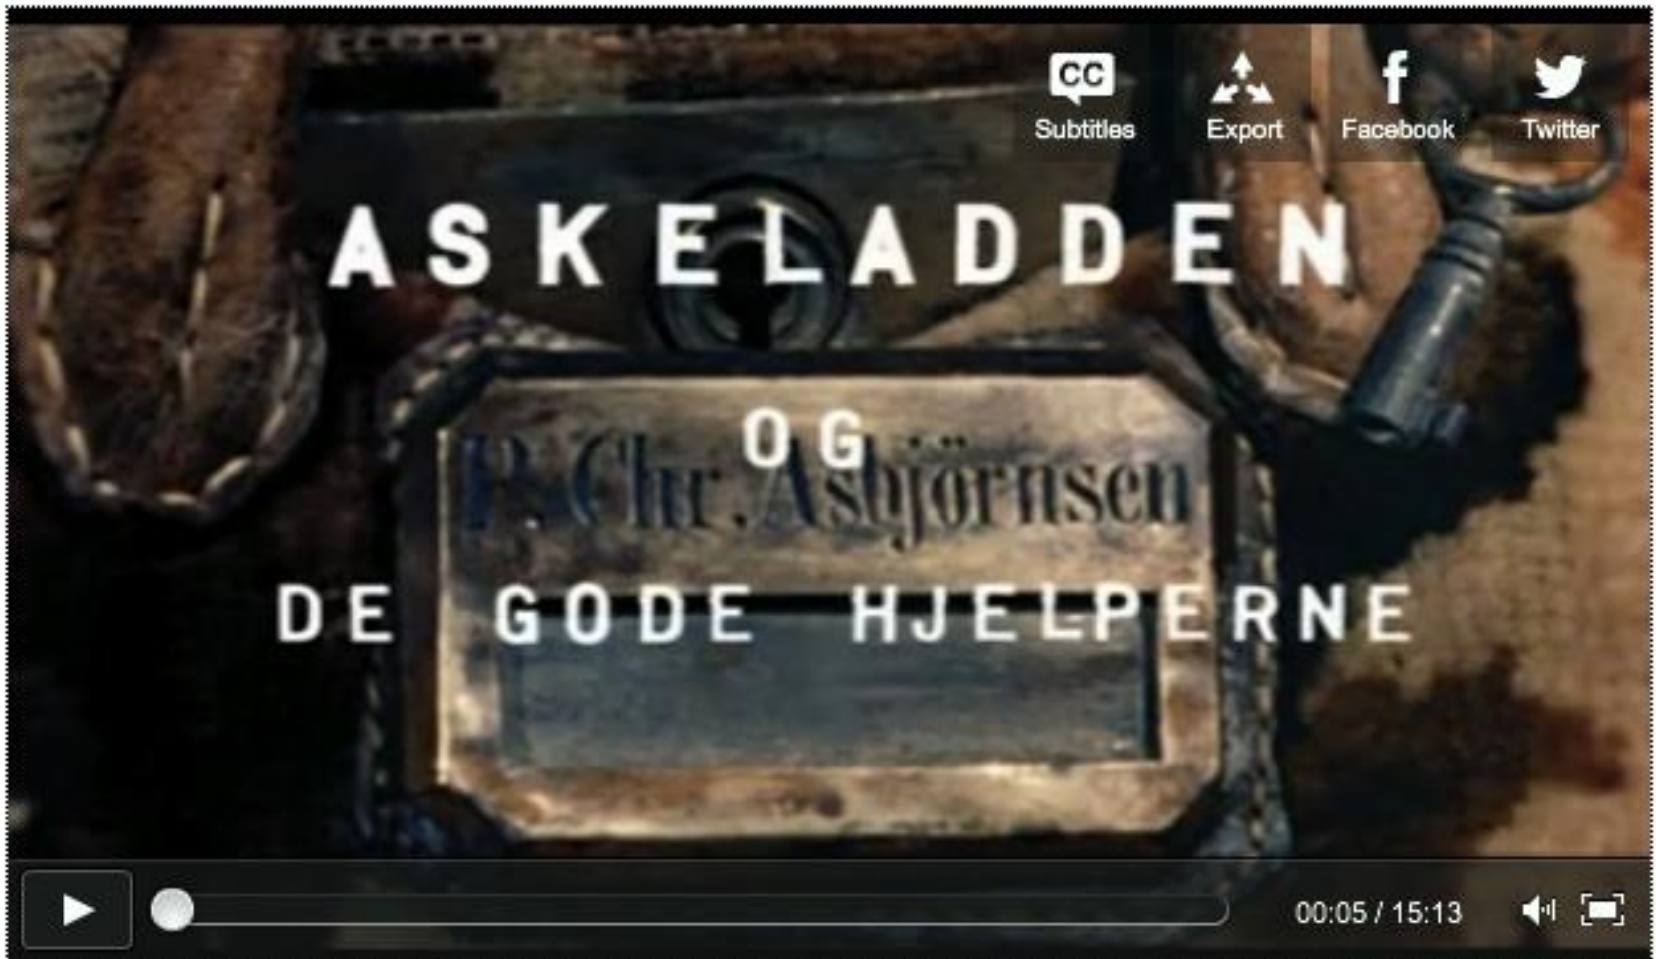 CC
Subtitles Export Facebook Twitter
ASKELADDEN
OG
P. Chr. Asbjörnsen
DE GODE HJELPERNE
00:05 / 15:13